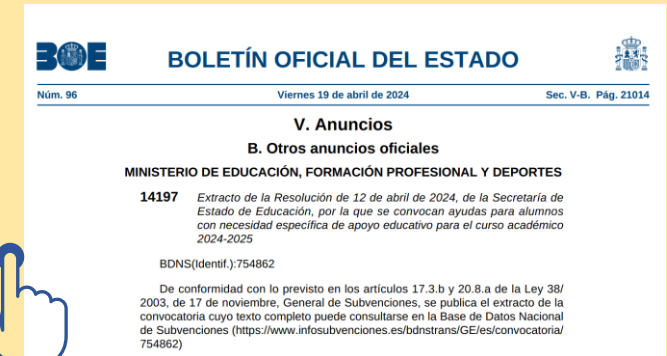 BOE
BOLETÍN OFICIAL DEL ESTADO
Núm. 96 Viernes 19 de abril de 2024 Sec. V-B. Pág. 21014
V. Anuncios
B. Otros anuncios oficiales
MINISTERIO DE EDUCACIÓN, FORMACIÓN PROFESIONAL Y DEPORTES
14197 Extracto de la Resolución de 12 de abril de 2024, de la Secretaría de
Estado de Educación, por la que se convocan ayudas para alumnos
con necesidad específica de apoyo educativo para el curso académico
2024-2025
BDNS(Identif.):754862
De conformidad con lo previsto en los artículos 17.3.b y 20.8.a de la Ley 38/
2003, de 17 de noviembre, General de Subvenciones, se publica el extracto de la
convocatoria cuyo texto completo puede consultarse en la Base de Datos Nacional
de Subvenciones (https://www.infosubvenciones.es/bdnstrans/GE/es/convocatoria/
754862)